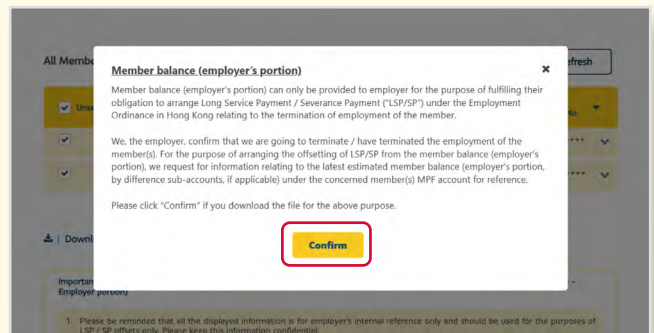 All Membe
efresh
Unse
No.
Member balance (employer's portion)
Member balance (employer's portion) can only be provided to employer for the purpose of fulfilling their
obligation to arrange Long Service Payment / Severance Payment ("LSP/SP") under the Employment
Ordinance in Hong Kong relating to the termination of employment of the member.
We, the employer, confirm that we are going to terminate / have terminated the employment of the
member(s). For the purpose of arranging the offsetting of LSP/SP from the member balance (employer's
portion), we request for information relating to the latest estimated member balance (employer's portion,
by difference sub-accounts, if applicable) under the concerned member(s) MPF account for reference.
Please click "Confirm" if you download the file for the above purpose.
Confirm
| Downl
Important
Employer portion)
1. Please be reminded that all the displayed information is for employer's internal reference only and should be used for the purposes of
LSP / SP offsets only. Please keep this information confidential.